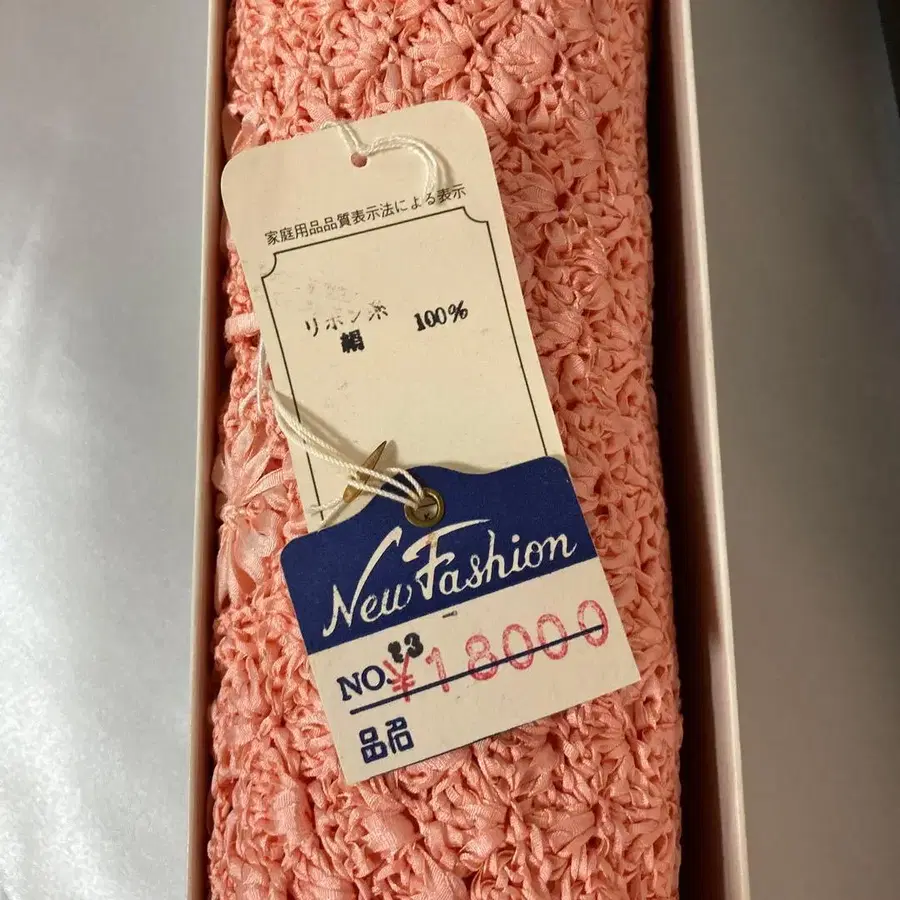 家庭用品品質表示法による表示
リボン糸 100%
絹
New Fashion
NO. 13
¥18000
品名